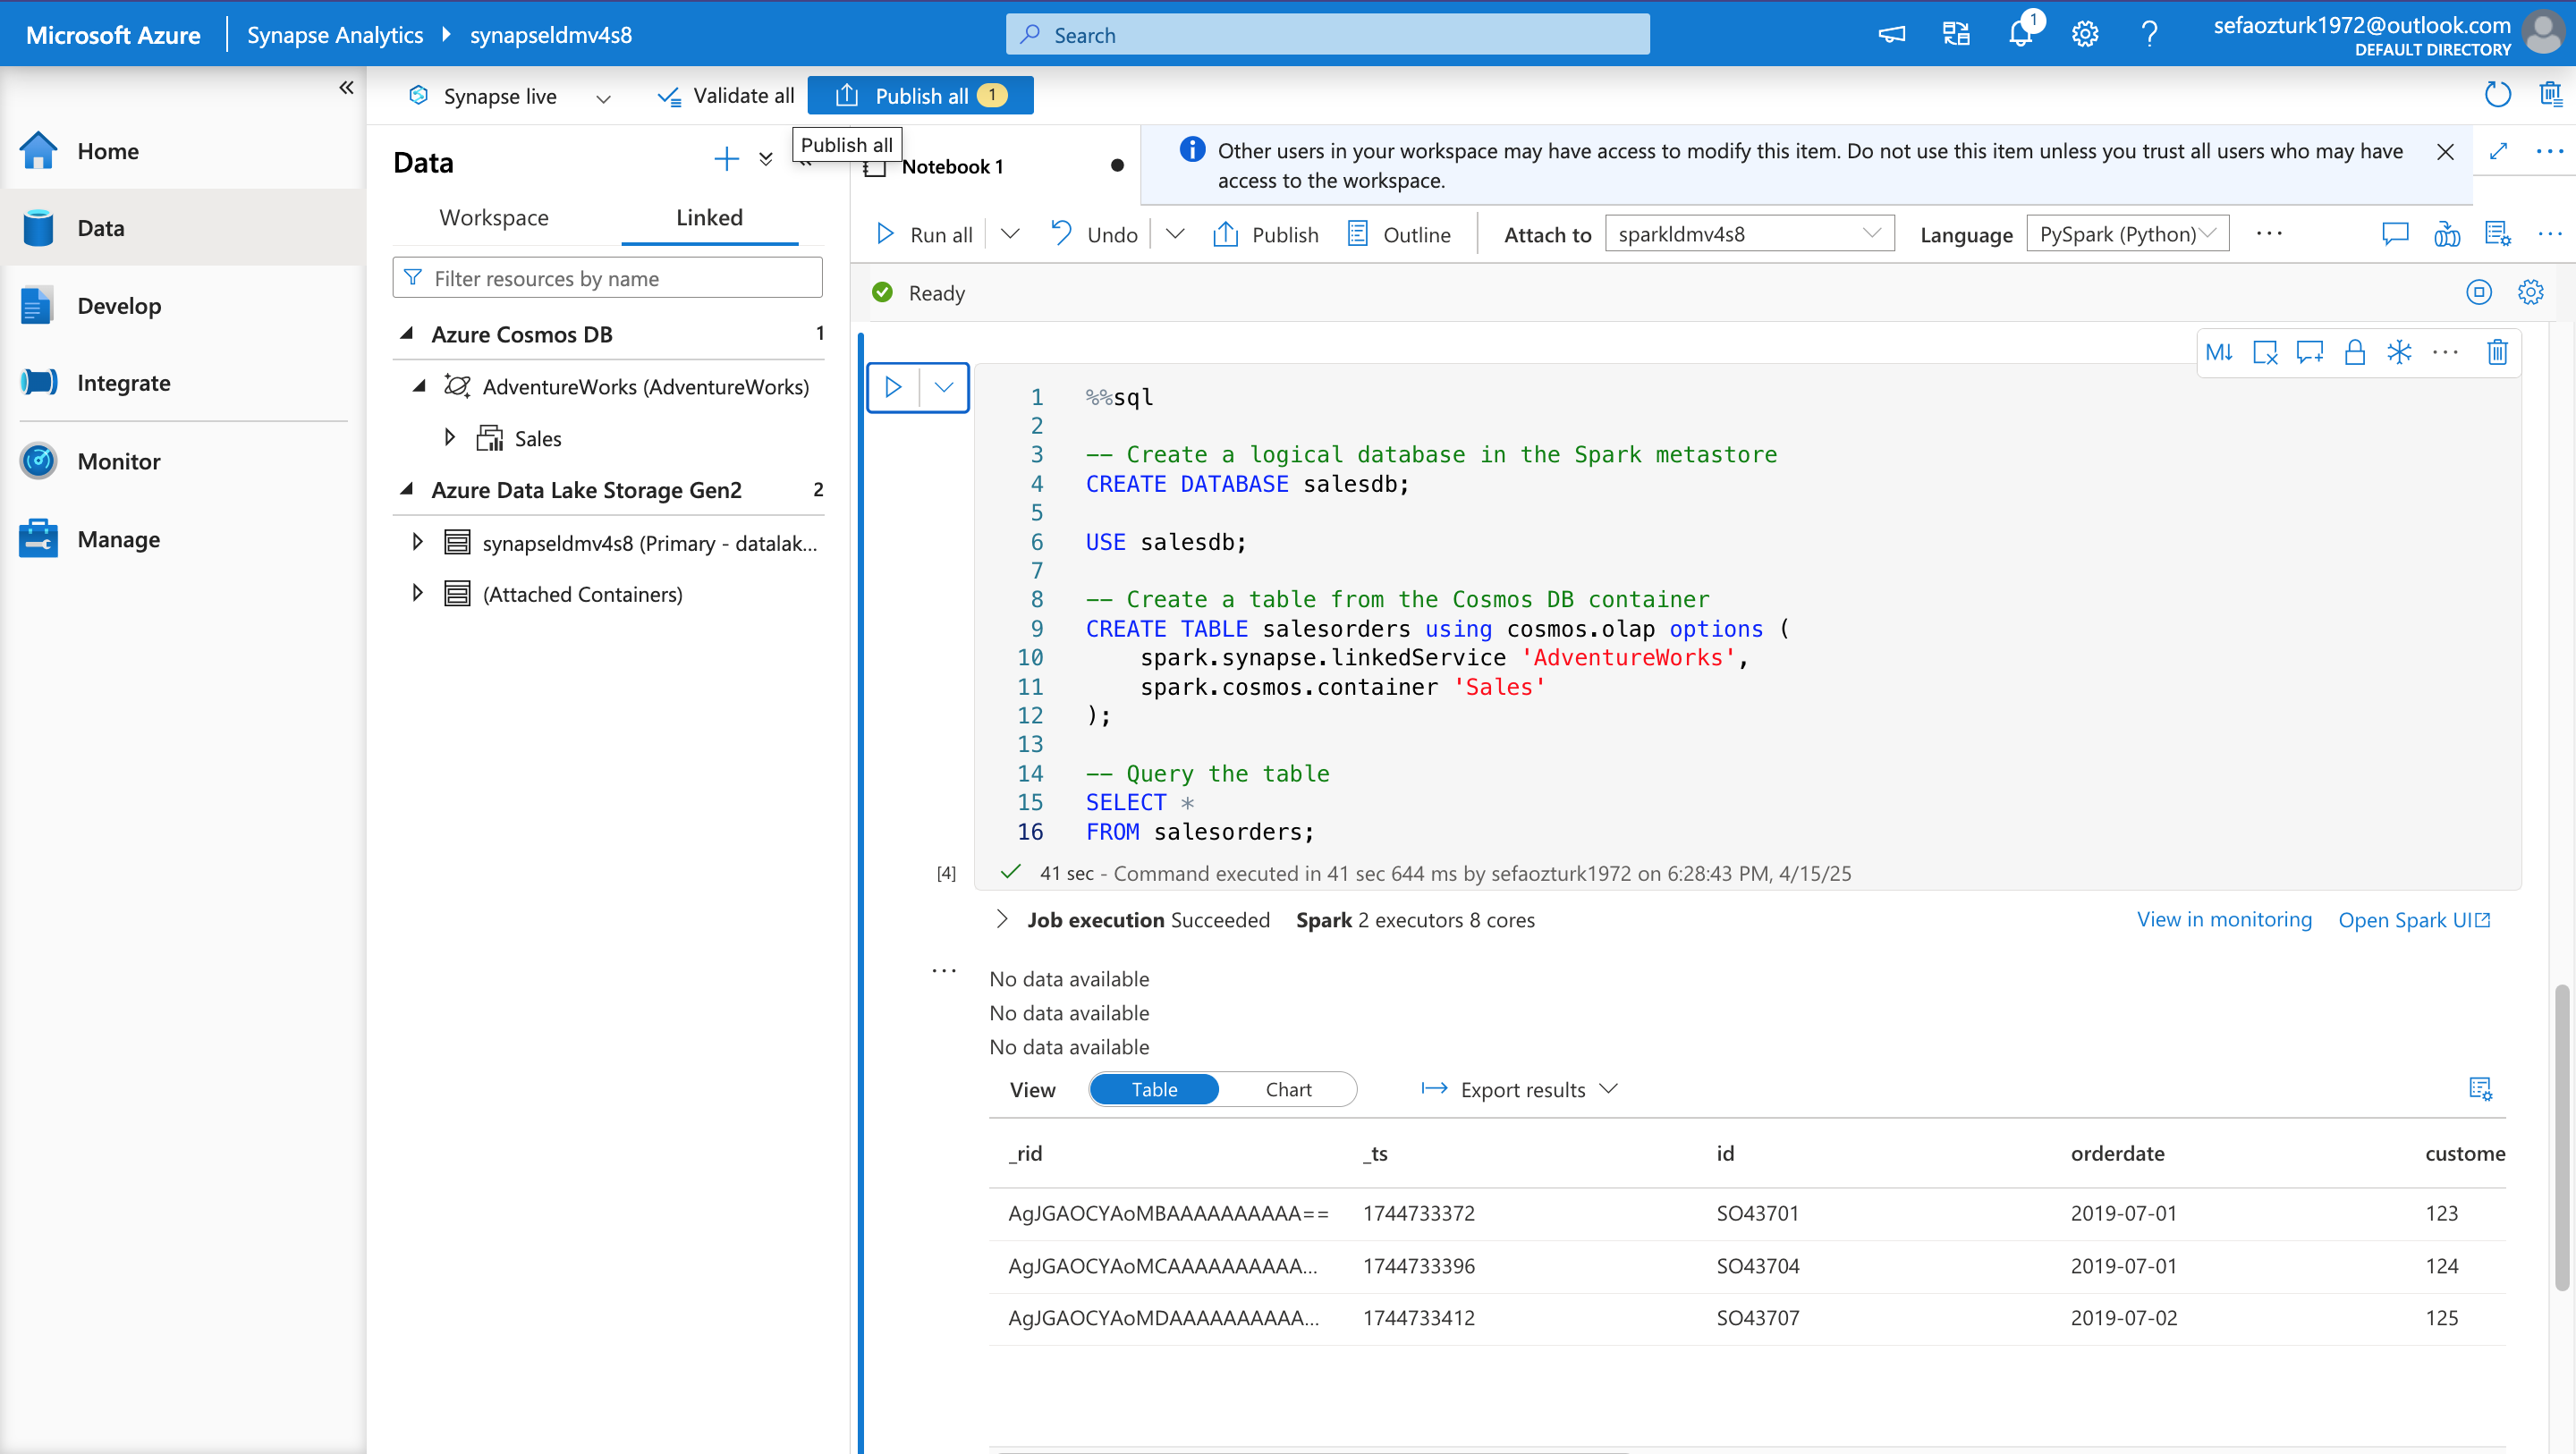 Microsoft Azure
Synapse Analytics
synapseldmv4s8
Search
1
sefaozturk1972@outlook.com
DEFAULT DIRECTORY
Home
Data
Develop
Integrate
Monitor
Manage
Synapse live
Validate all
Publish all
1
Publish all
Data
Workspace
Linked
Filter resources by name
Azure Cosmos DB
1
AdventureWorks (AdventureWorks)
Sales
Azure Data Lake Storage Gen2
2
synapseldmv4s8 (Primary - datalak...
(Attached Containers)
Notebook 1
Other users in your workspace may have access to modify this item. Do not use this item unless you trust all users who may have
access to the workspace.
Run all
Undo
Publish
Outline
Attach to
sparkldmv4s8
Language
PySpark (Python)
Ready
M↓
1 %%sql
2
3 -- Create a logical database in the Spark metastore
4 CREATE DATABASE salesdb;
5
6 USE salesdb;
7
8 -- Create a table from the Cosmos DB container
9 CREATE TABLE salesorders using cosmos.olap options (
10 spark.synapse.linkedService 'AdventureWorks',
11 spark.cosmos.container 'Sales'
12 );
13
14 -- Query the table
15 SELECT *
16 FROM salesorders;
[4]
41 sec - Command executed in 41 sec 644 ms by sefaozturk1972 on 6:28:43 PM, 4/15/25
Job execution Succeeded Spark 2 executors 8 cores
View in monitoring
Open Spark UI
No data available
No data available
No data available
View
Table
Chart
Export results
_rid _ts id orderdate custome
AgJGAOCYAoMBAAAAAAAAAA== 1744733372 SO43701 2019-07-01 123
AgJGAOCYAoMCAAAAAAAAAA... 1744733396 SO43704 2019-07-01 124
AgJGAOCYAoMDAAAAAAAAAA... 1744733412 SO43707 2019-07-02 125